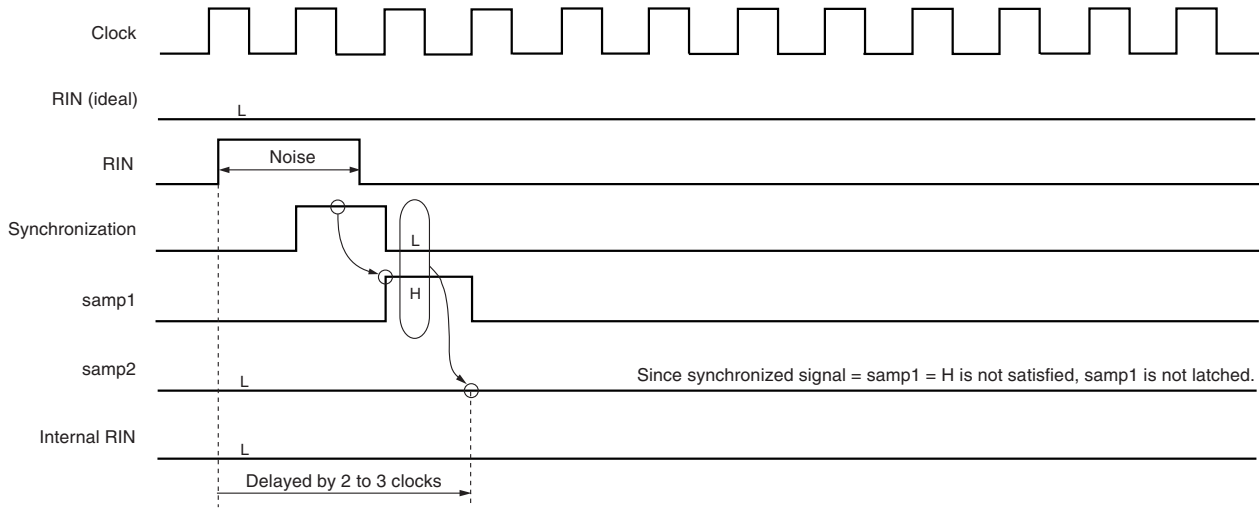 Clock
RIN (ideal)
L
RIN
Noise
Synchronization
L
samp1
H
samp2
L
Since synchronized signal = samp1 = H is not satisfied, samp1 is not latched.
Internal RIN
L
Delayed by 2 to 3 clocks